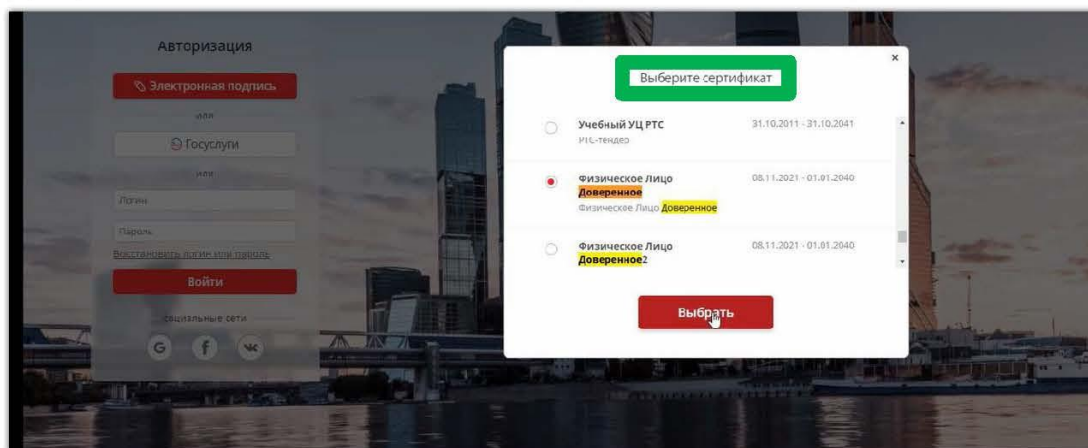 Авторизация
Электронная подпись
или
Госуслуги
или
Логин
Пароль
Восстановить логин или пароль
Войти
социальные сети
G f
×
Выберите сертификат
Учебный УЦ РТС 31.10.2011 - 31.10.2041
РТС-тендер
Физическое Лицо 08.11.2021 - 01.01.2040
Доверенное
Физическое Лицо Доверенное
Физическое Лицо 08.11.2021 - 01.01.2040
Доверенное2
Выбрать